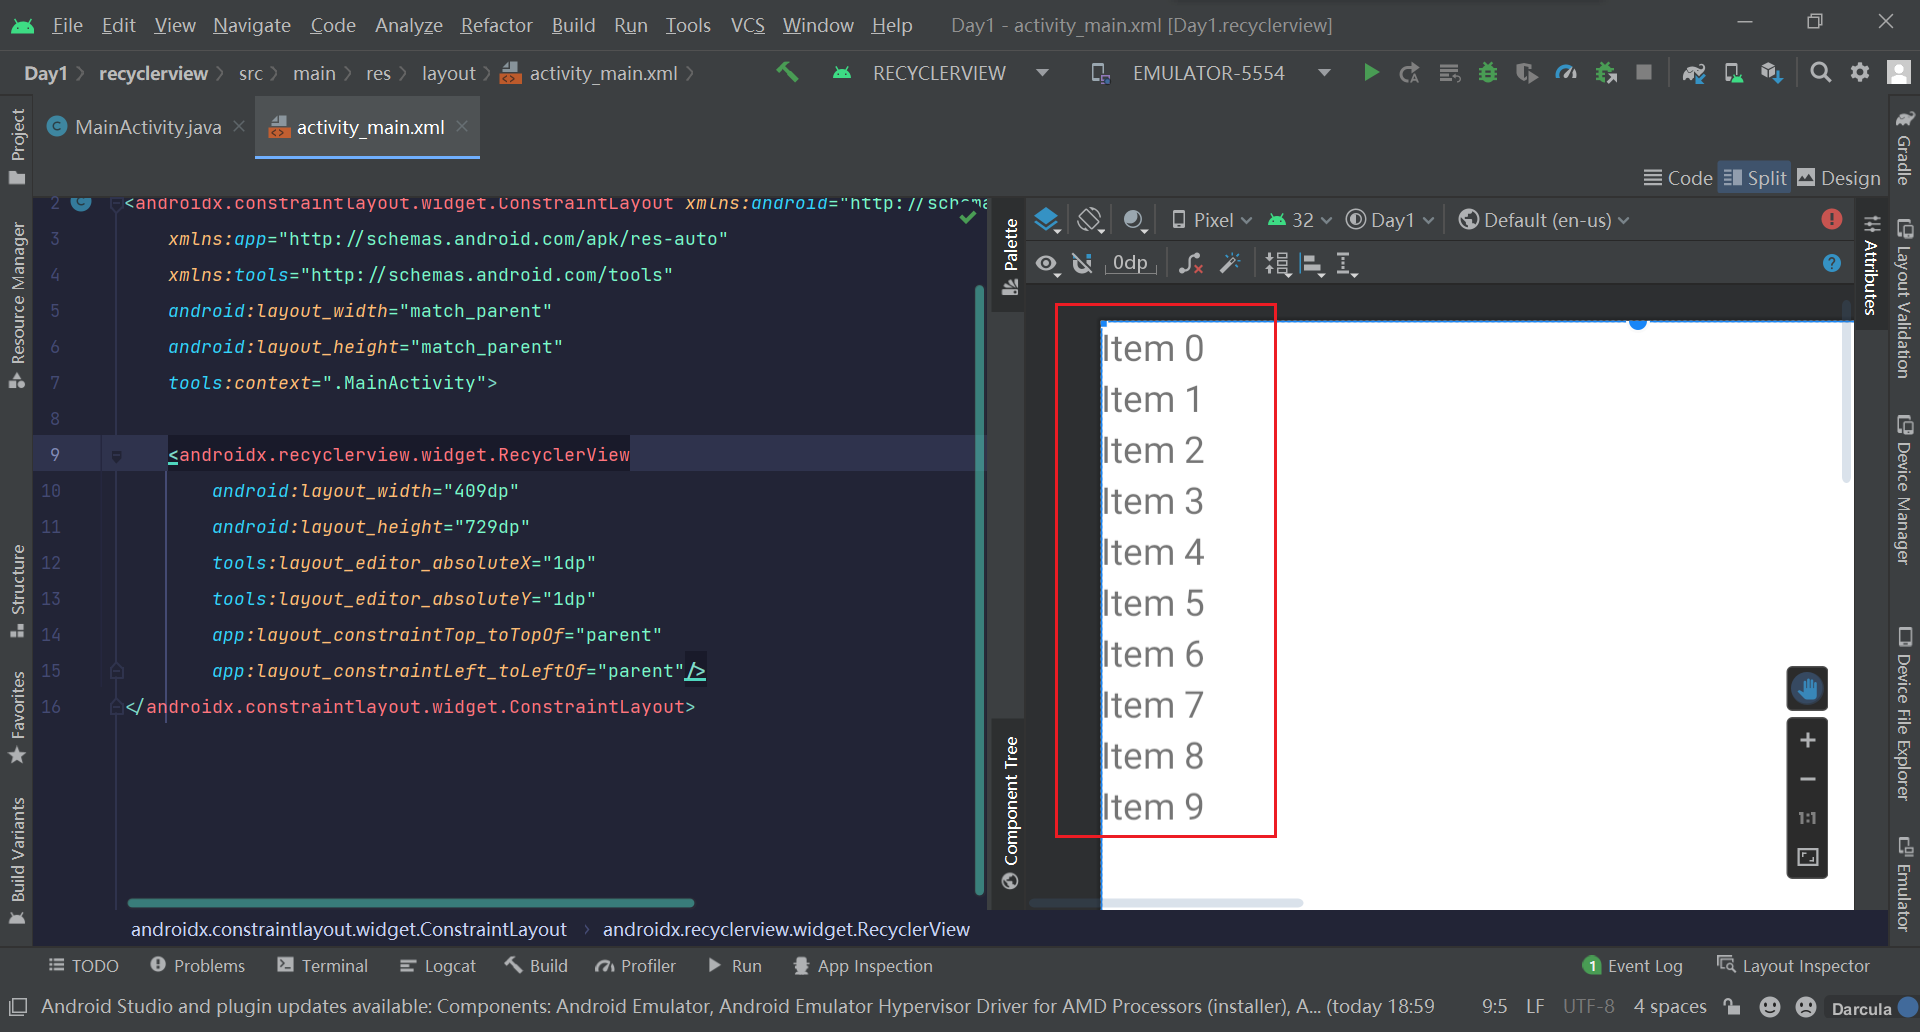 File Edit View Navigate Code Analyze Refactor Build Run Tools VCS Window Help Day1 - activity_main.xml [Day1.recyclerview]
Day1 recyclerview src main res layout activity_main.xml RECYCLERVIEW EMULATOR-5554
MainActivity.java activity_main.xml
Code Split Design
2 <androidx.constraintlayout.widget.ConstraintLayout xmlns:android="http://schema
3 xmlns:app="http://schemas.android.com/apk/res-auto"
4 xmlns:tools="http://schemas.android.com/tools"
5 android:layout_width="match_parent"
6 android:layout_height="match_parent"
7 tools:context=".MainActivity">
8
9 <androidx.recyclerview.widget.RecyclerView
10 android:layout_width="409dp"
11 android:layout_height="729dp"
12 tools:layout_editor_absoluteX="1dp"
13 tools:layout_editor_absoluteY="1dp"
14 app:layout_constraintTop_toTopOf="parent"
15 app:layout_constraintLeft_toLeftOf="parent"/>
16 </androidx.constraintlayout.widget.ConstraintLayout>
androidx.constraintlayout.widget.ConstraintLayout androidx.recyclerview.widget.RecyclerView
Project
Resource Manager
Structure
Favorites
Build Variants
Palette
Component Tree
Pixel 32 Day1 Default (en-us)
0dp
Item 0
Item 1
Item 2
Item 3
Item 4
Item 5
Item 6
Item 7
Item 8
Item 9
1:1
Attributes
Gradle
Layout Validation
Device Manager
Device File Explorer
Emulator
TODO Problems Terminal Logcat Build Profiler Run App Inspection 1 Event Log Layout Inspector
Android Studio and plugin updates available: Components: Android Emulator, Android Emulator Hypervisor Driver for AMD Processors (installer), A... (today 18:59 9:5 LF UTF-8 4 spaces Darcula